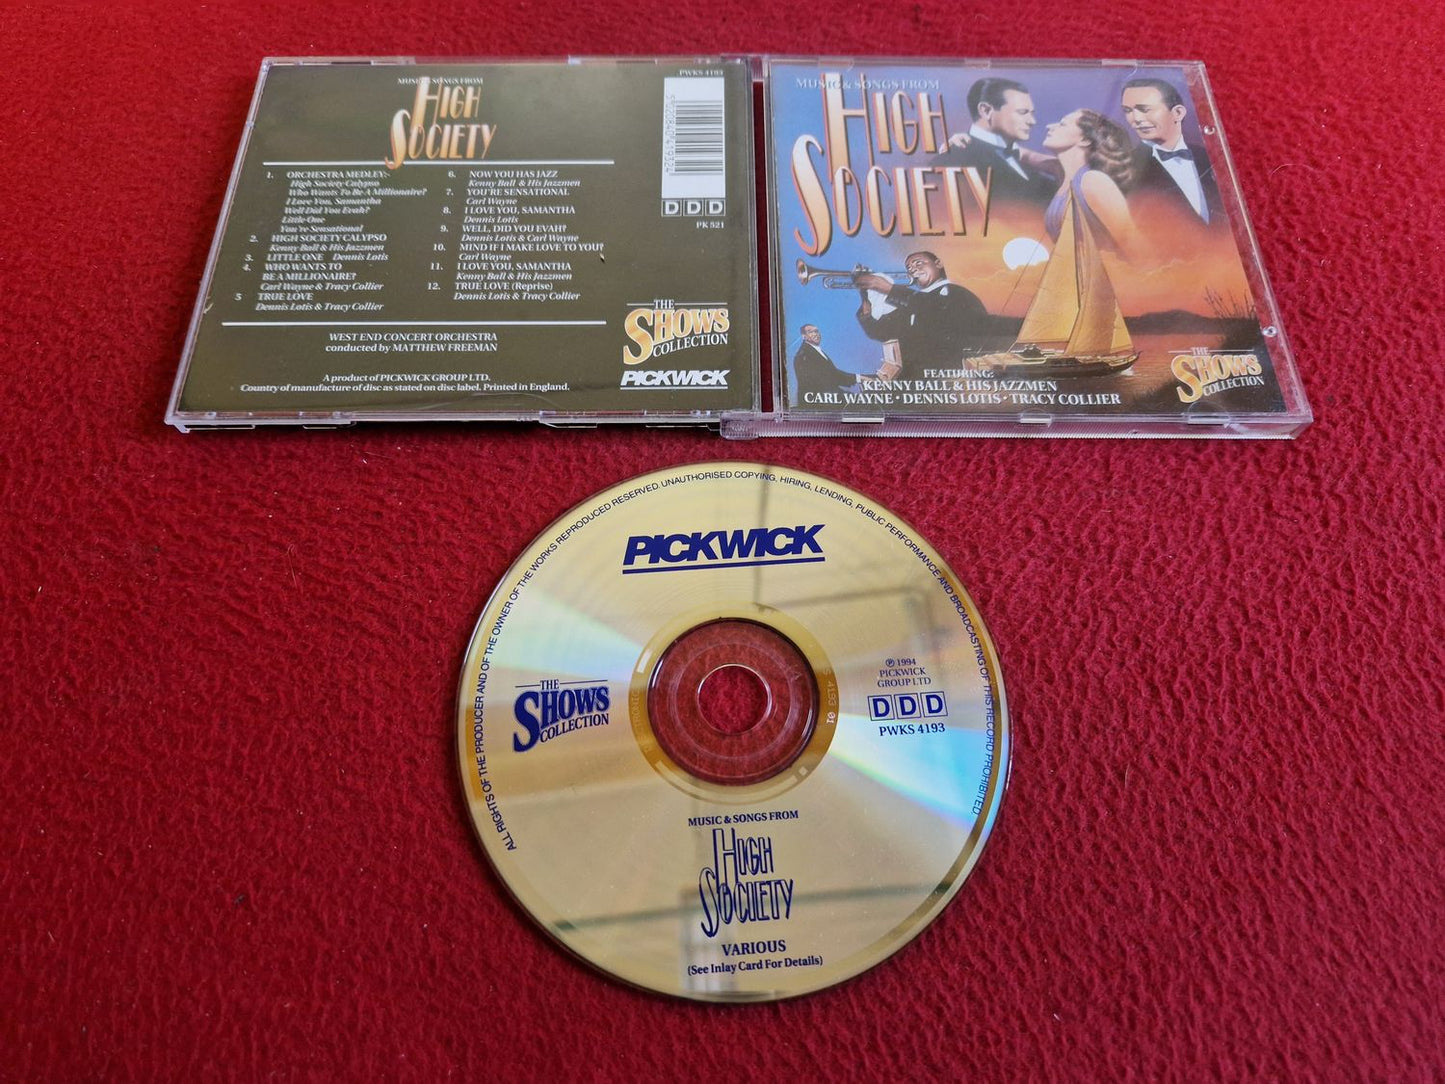 PWKS 4193
MUSIC & SONGS FROM
HIGH
SOCIETY
1. ORCHESTRA MEDLEY:-
High Society Calypso
Who Wants To Be A Millionaire?
I Love You, Samantha
Well Did You Evah?
Little One
You're Sensational
2. HIGH SOCIETY CALYPSO
Kenny Ball & His Jazzmen
3. LITTLE ONE Dennis Lotis
4. WHO WANTS TO
BE A MILLIONAIRE?
Carl Wayne & Tracy Collier
5 TRUE LOVE
Dennis Lotis & Tracy Collier
6. NOW YOU HAS JAZZ
Kenny Ball & His Jazzmen
7. YOU'RE SENSATIONAL
Carl Wayne
8. I LOVE YOU, SAMANTHA
Dennis Lotis
9. WELL, DID YOU EVAH?
Dennis Lotis & Carl Wayne
10. MIND IF I MAKE LOVE TO YOU?
Carl Wayne
11. I LOVE YOU, SAMANTHA
Kenny Ball & His Jazzmen
12. TRUE LOVE (Reprise)
Dennis Lotis & Tracy Collier
WEST END CONCERT ORCHESTRA
conducted by MATTHEW FREEMAN
A product of PICKWICK GROUP LTD.
Country of manufacture of disc as stated on disc label. Printed in England.
5 020840 419324
DDD
PK 521
THE
SHOWS
COLLECTION
PICKWICK
MUSIC & SONGS FROM
HIGH
SOCIETY
FEATURING:
KENNY BALL & HIS JAZZMEN
CARL WAYNE · DENNIS LOTIS · TRACY COLLIER
THE
SHOWS
COLLECTION
ALL RIGHTS OF THE PRODUCER AND OF THE OWNER OF THE WORKS REPRODUCED RESERVED. UNAUTHORISED COPYING, HIRING, LENDING, PUBLIC PERFORMANCE AND BROADCASTING OF THIS RECORD PROHIBITED
PICKWICK
THE
SHOWS
COLLECTION
℗ 1994
PICKWICK
GROUP LTD
DDD
PWKS 4193
4193 01
MUSIC & SONGS FROM
HIGH
SOCIETY
VARIOUS
(See Inlay Card For Details)